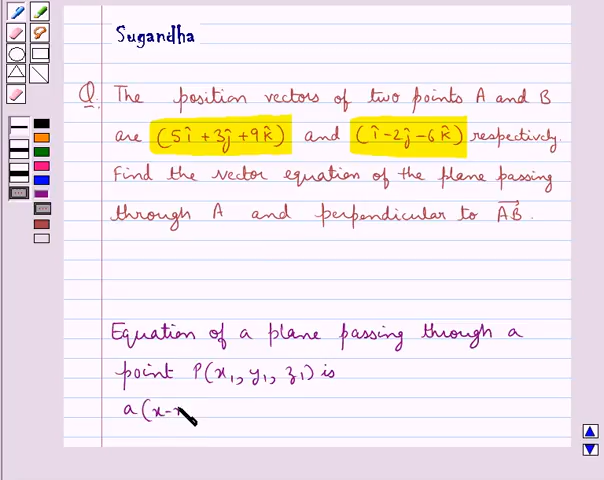 Sugandha
Q. The position vectors of two points A and B
are (5î + 3ĵ + 9k̂) and (î - 2ĵ - 6k̂) respectively.
Find the vector equation of the plane passing
through A and perpendicular to A⃗B⃗.
Equation of a plane passing through a
point P(x₁, y₁, z₁) is
a(x-x